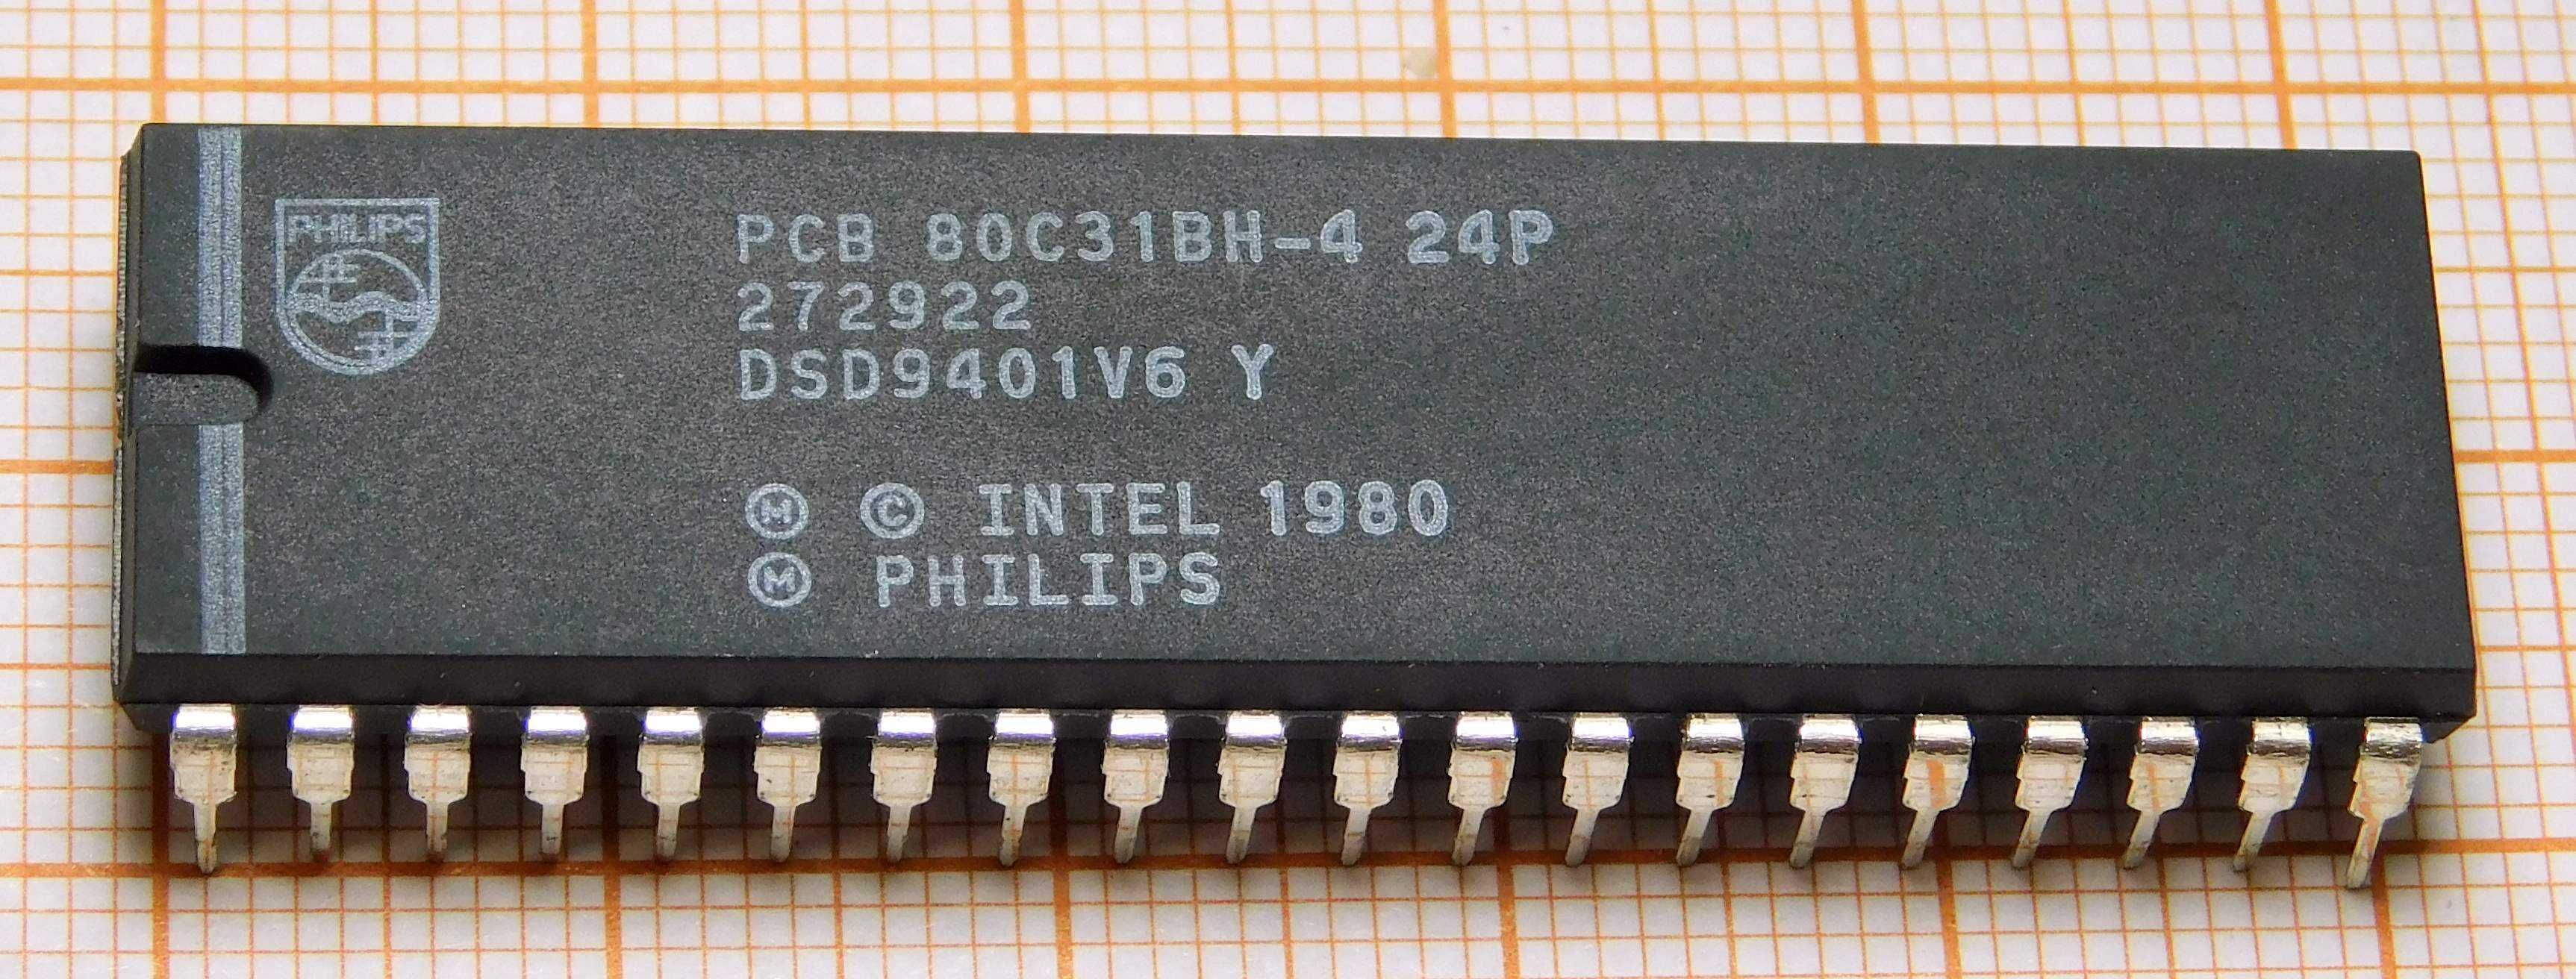 PHILIPS
PCB 80C31BH-4 24P
272922
DSD9401V6 Y
Ⓜ © INTEL 1980
Ⓜ PHILIPS